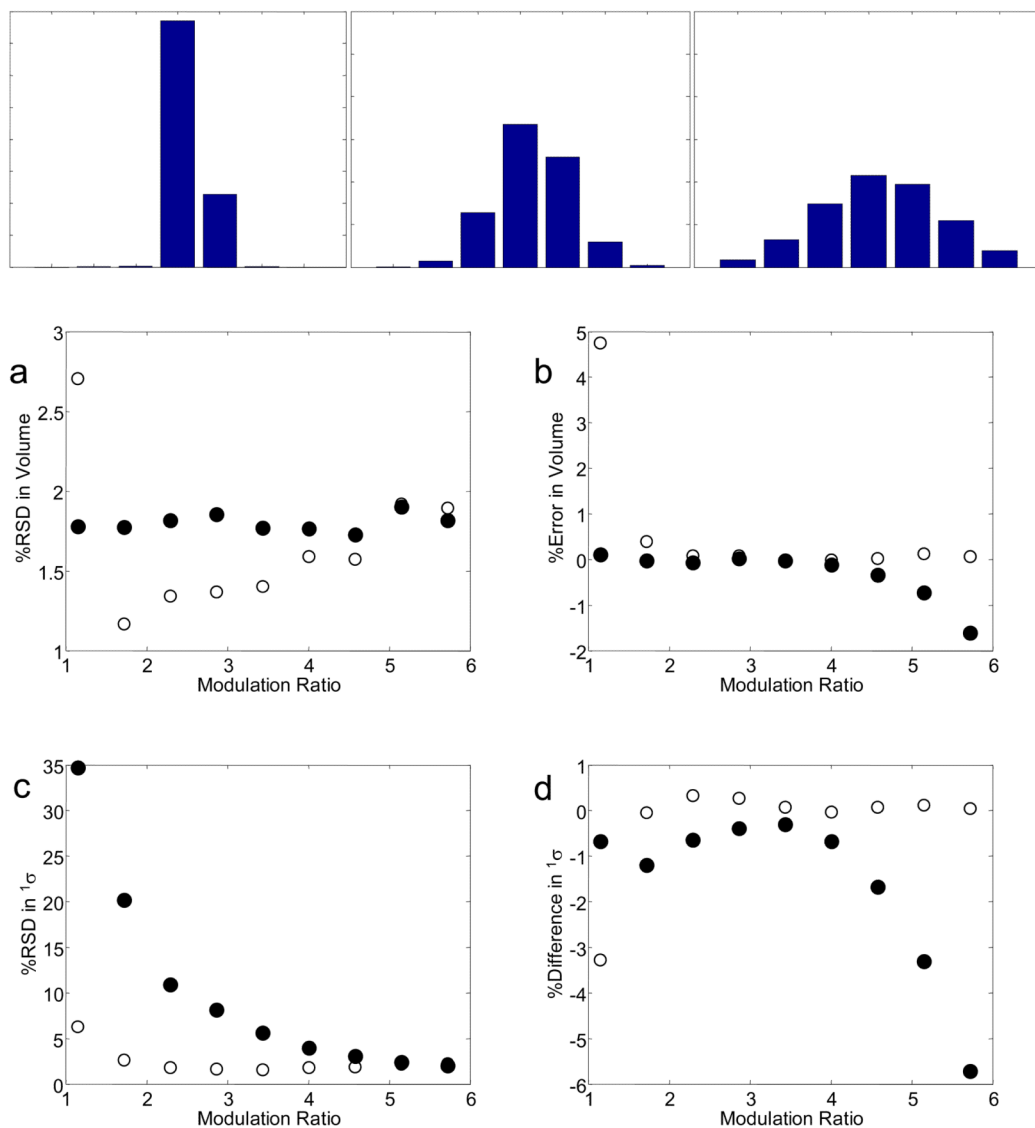 a
%RSD in Volume
3
2.5
2
1.5
1
1 2 3 4 5 6
Modulation Ratio
b
%Error in Volume
5
4
3
2
1
0
-1
-2
1 2 3 4 5 6
Modulation Ratio
c
%RSD in ¹σ
35
30
25
20
15
10
5
0
1 2 3 4 5 6
Modulation Ratio
d
%Difference in ¹σ
1
0
-1
-2
-3
-4
-5
-6
1 2 3 4 5 6
Modulation Ratio